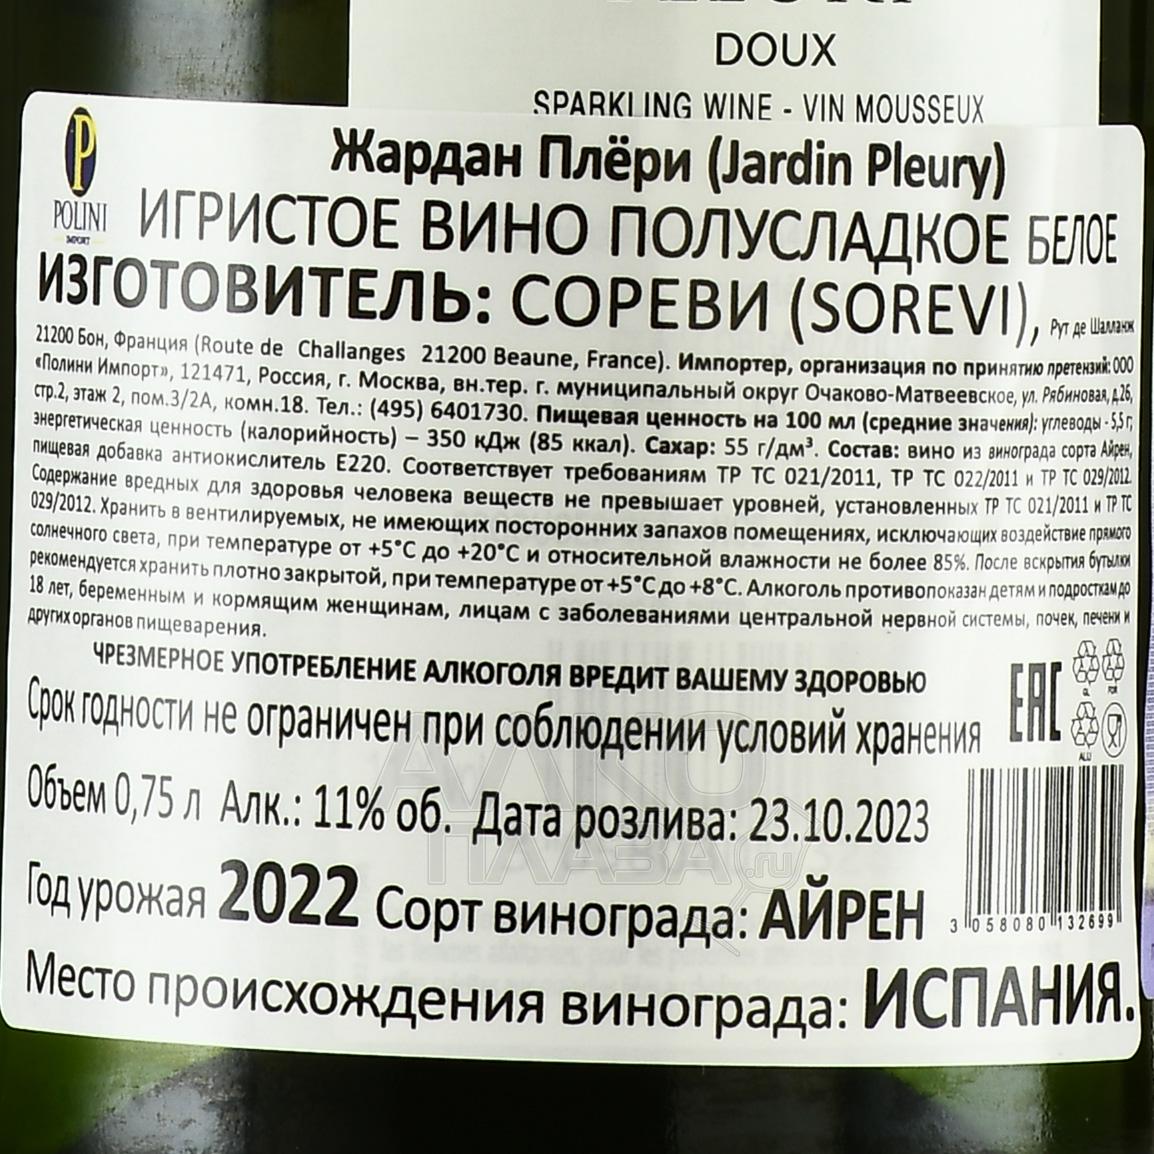 DOUX
SPARKLING WINE - VIN MOUSSEUX
P
POLINI
IMPORT
Жардан Плёри (Jardin Pleury)
ИГРИСТОЕ ВИНО ПОЛУСЛАДКОЕ БЕЛОЕ
ИЗГОТОВИТЕЛЬ: СОРЕВИ (SOREVI), Рут де Шалланж
21200 Бон, Франция (Route de Challanges 21200 Beaune, France). Импортер, организация по принятию претензий: ООО
«Полини Импорт», 121471, Россия, г. Москва, вн.тер. г. муниципальный округ Очаково-Матвеевское, ул. Рябиновая, д.26,
стр.2, этаж 2, пом.3/2А, комн.18. Тел.: (495) 6401730. Пищевая ценность на 100 мл (средние значения): углеводы - 5,5 г;
энергетическая ценность (калорийность) – 350 кДж (85 ккал). Сахар: 55 г/дм³. Состав: вино из винограда сорта Айрен,
пищевая добавка антиокислитель Е220. Соответствует требованиям ТР ТС 021/2011, ТР ТС 022/2011 и ТР ТС 029/2012.
Содержание вредных для здоровья человека веществ не превышает уровней, установленных ТР ТС 021/2011 и ТР ТС
029/2012. Хранить в вентилируемых, не имеющих посторонних запахов помещениях, исключающих воздействие прямого
солнечного света, при температуре от +5°С до +20°С и относительной влажности не более 85%. После вскрытия бутылки
рекомендуется хранить плотно закрытой, при температуре от +5°С до +8°С. Алкоголь противопоказан детям и подросткам до
18 лет, беременным и кормящим женщинам, лицам с заболеваниями центральной нервной системы, почек, печени и
других органов пищеварения.
ЧРЕЗМЕРНОЕ УПОТРЕБЛЕНИЕ АЛКОГОЛЯ ВРЕДИТ ВАШЕМУ ЗДОРОВЬЮ
Срок годности не ограничен при соблюдении условий хранения
EAC
GL
FOR
ALU
Объем 0,75 л Алк.: 11% об. Дата розлива: 23.10.2023
Год урожая 2022 Сорт винограда: АЙРЕН
3 058080 132699
Место происхождения винограда: ИСПАНИЯ.
АЛКО
ПЛАЗА.ru